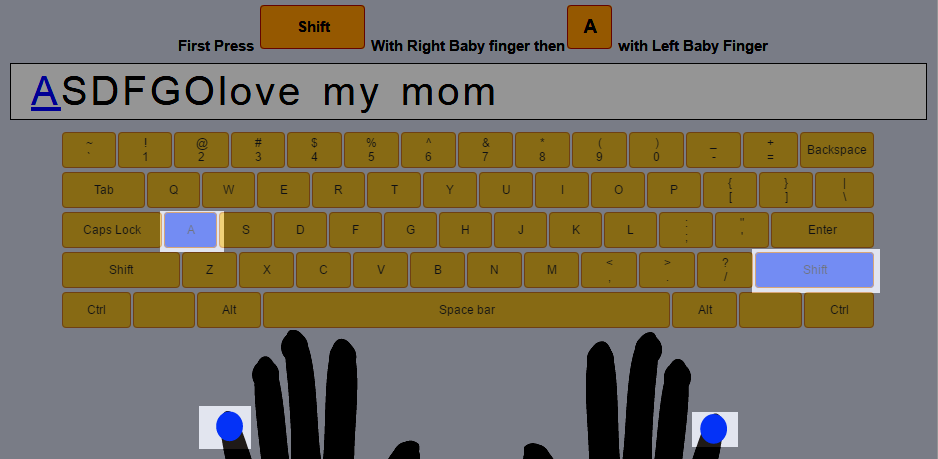 First Press Shift With Right Baby finger then A with Left Baby Finger
ASDFGOlove my mom
~ ! @ # $ % ^ & * ( ) _ +
` 1 2 3 4 5 6 7 8 9 0 - = Backspace
Tab Q W E R T Y U I O P { [ } ] | \
Caps Lock A S D F G H J K L : ; " ' Enter
Shift Z X C V B N M < , > . ? / Shift
Ctrl Alt Space bar Alt Ctrl